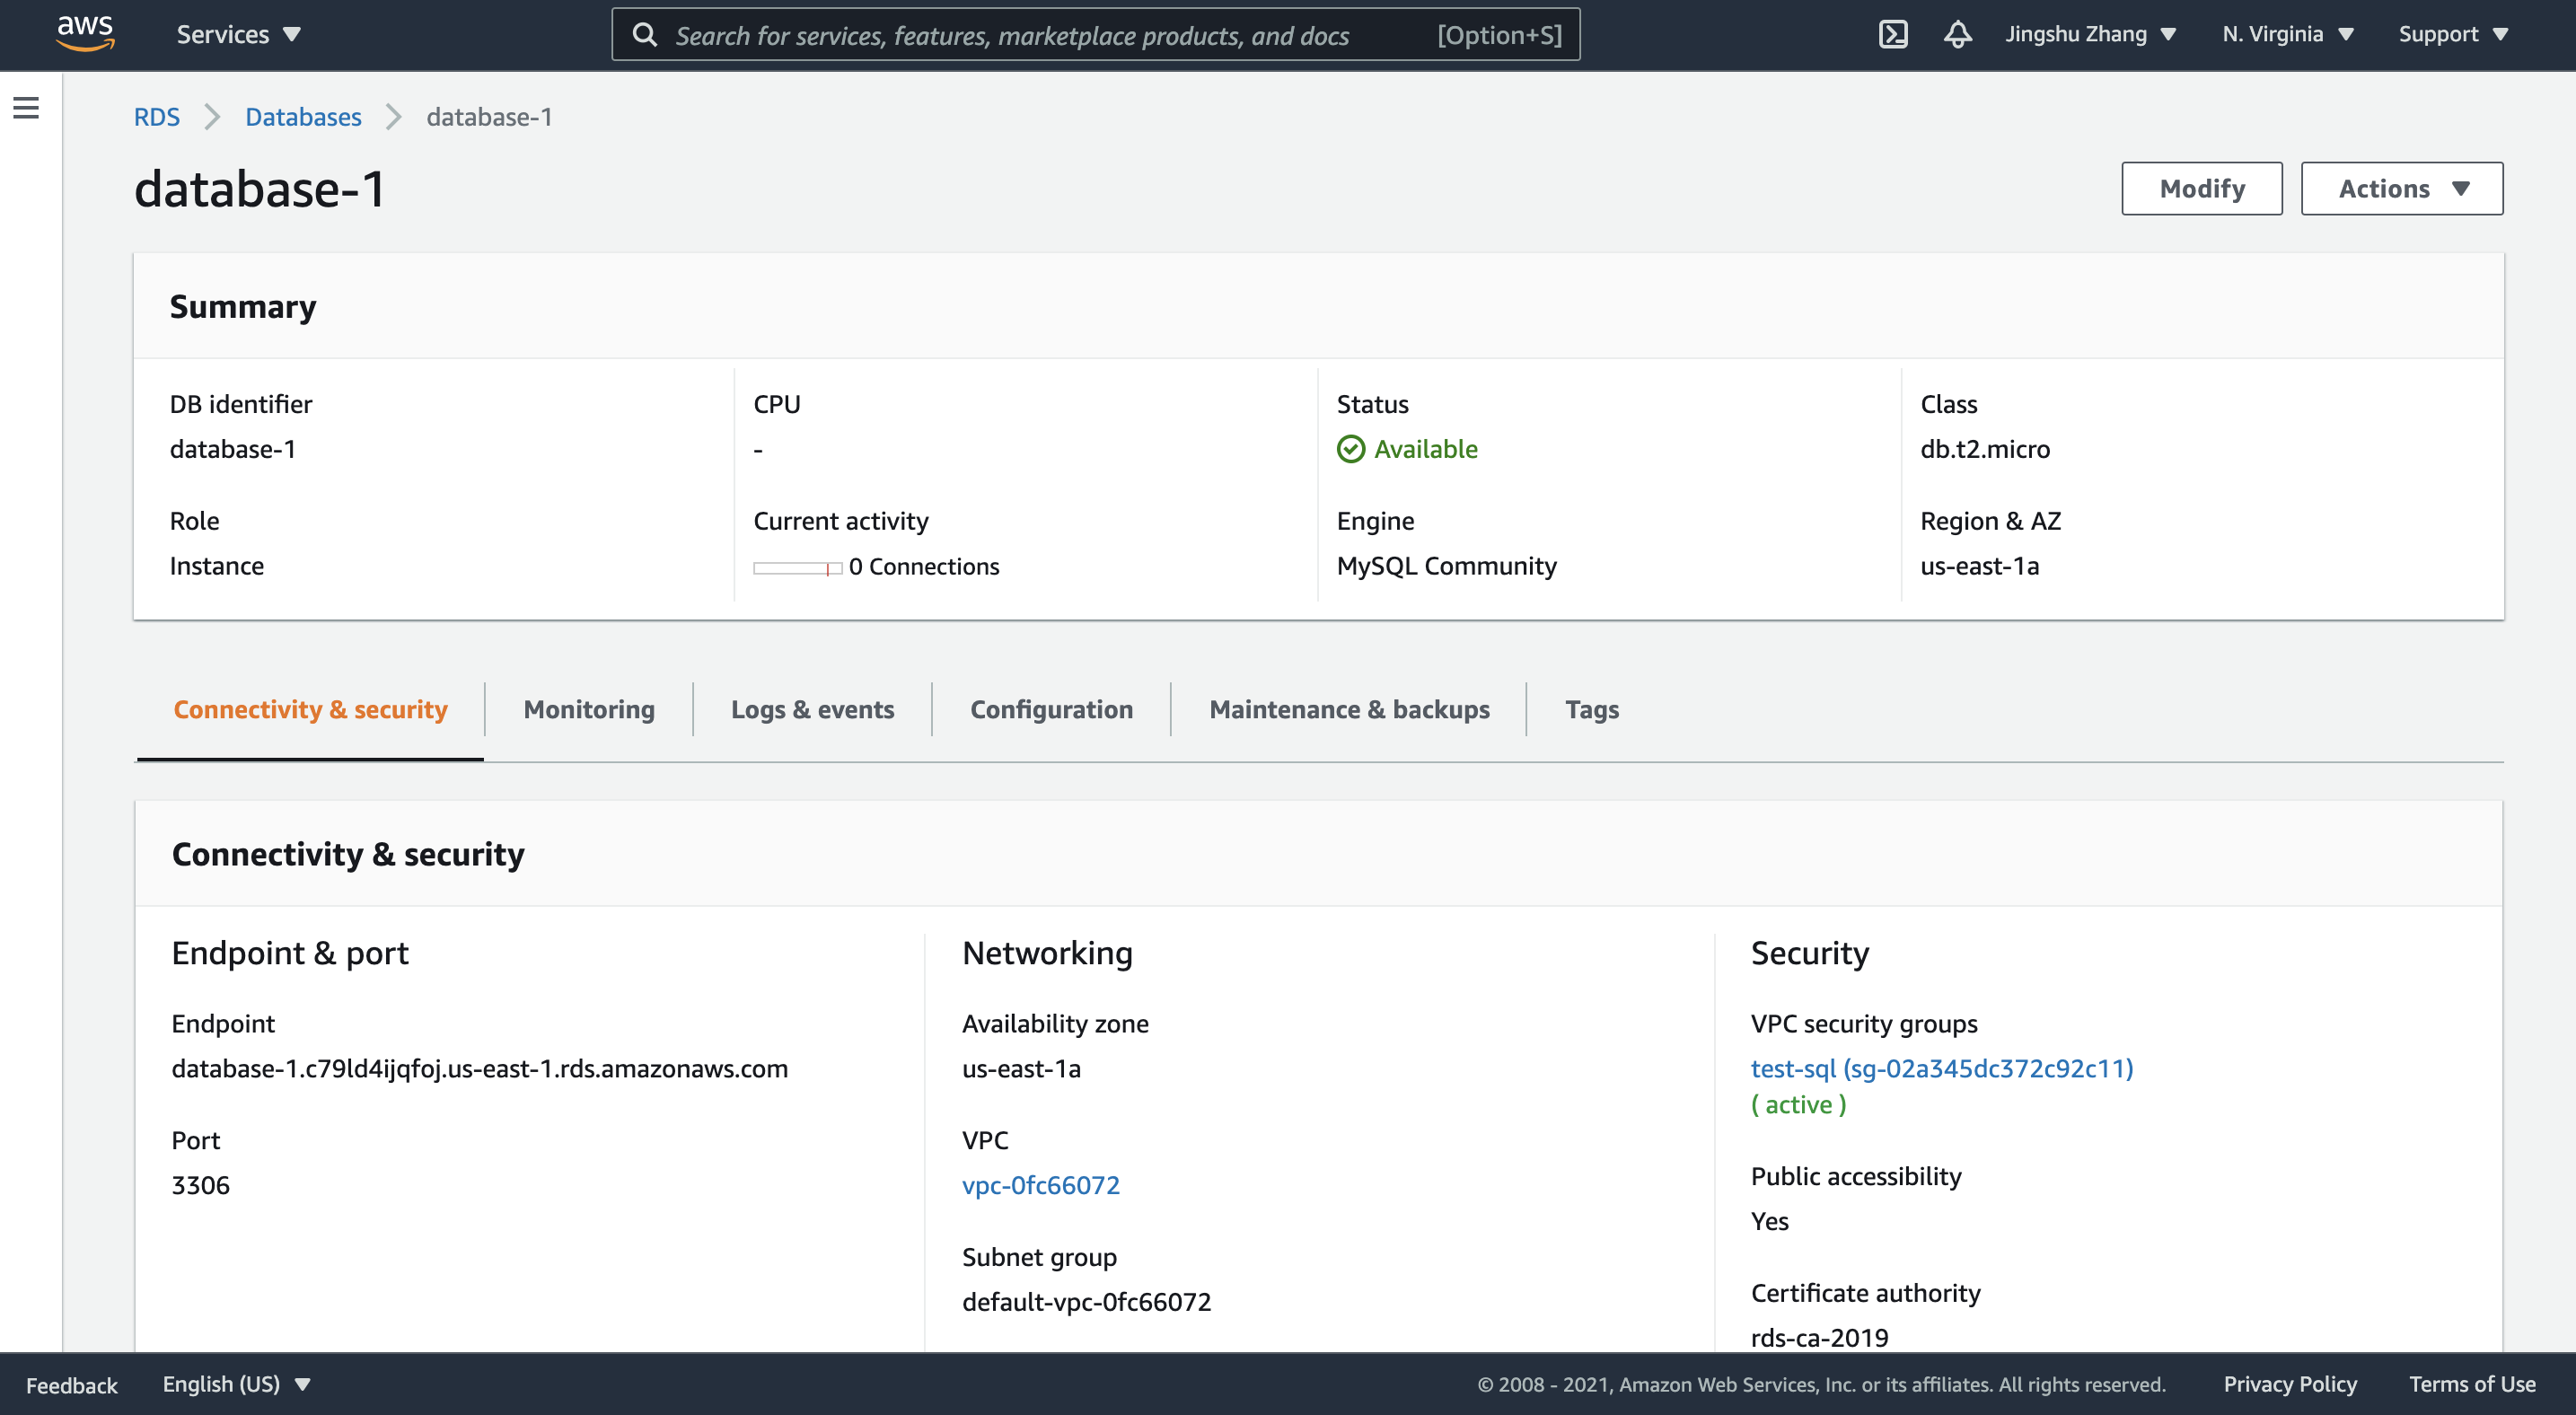 aws Services Search for services, features, marketplace products, and docs [Option+S] Jingshu Zhang N. Virginia Support
RDS Databases database-1
database-1 Modify Actions
Summary
DB identifier CPU Status Class
database-1 - Available db.t2.micro
Role Current activity Engine Region & AZ
Instance 0 Connections MySQL Community us-east-1a
Connectivity & security Monitoring Logs & events Configuration Maintenance & backups Tags
Connectivity & security
Endpoint & port Networking Security
Endpoint Availability zone VPC security groups
database-1.c79ld4ijqfoj.us-east-1.rds.amazonaws.com us-east-1a test-sql (sg-02a345dc372c92c11)
( active )
Port VPC
Public accessibility
3306 vpc-0fc66072
Yes
Subnet group
Certificate authority
default-vpc-0fc66072
rds-ca-2019
Feedback English (US) © 2008 - 2021, Amazon Web Services, Inc. or its affiliates. All rights reserved. Privacy Policy Terms of Use